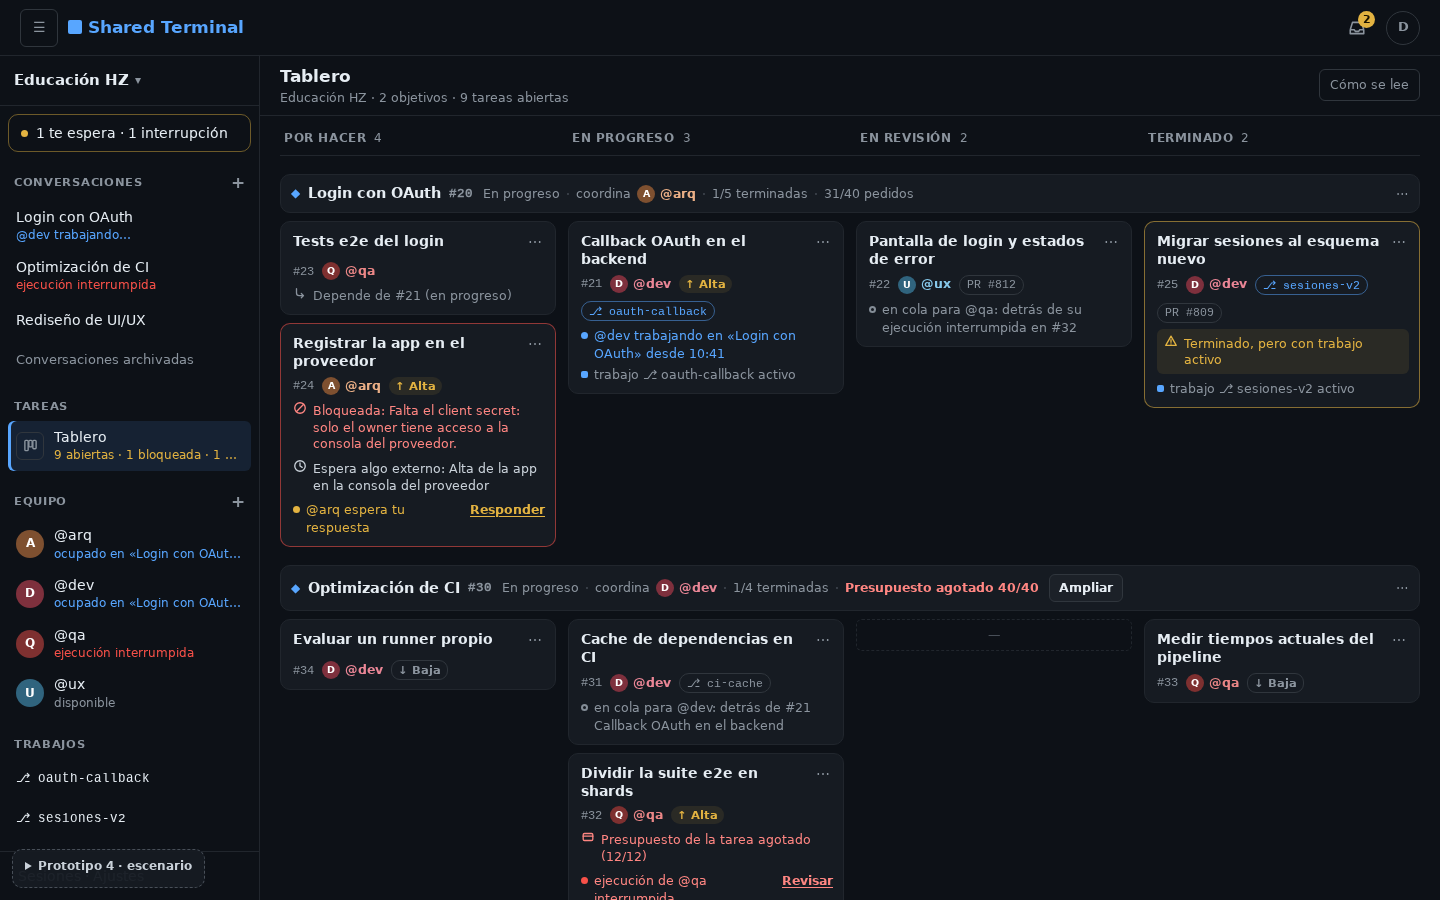 ☰ Shared Terminal
2
D
Educación HZ ▾
1 te espera · 1 interrupción
CONVERSACIONES +
Login con OAuth
@dev trabajando…
Optimización de CI
ejecución interrumpida
Rediseño de UI/UX
Conversaciones archivadas
TAREAS
Tablero
9 abiertas · 1 bloqueada · 1 …
EQUIPO +
A @arq
ocupado en «Login con OAut…
D @dev
ocupado en «Login con OAut…
Q @qa
ejecución interrumpida
U @ux
disponible
TRABAJOS
⎇ oauth-callback
⎇ sesiones-v2
Prototipo 4 · escenario
Tablero
Educación HZ · 2 objetivos · 9 tareas abiertas
Cómo se lee
POR HACER 4
EN PROGRESO 3
EN REVISIÓN 2
TERMINADO 2
◆ Login con OAuth #20 En progreso · coordina A @arq · 1/5 terminadas · 31/40 pedidos ⋯
Tests e2e del login ⋯
#23 Q @qa
Depende de #21 (en progreso)
Registrar la app en el
proveedor ⋯
#24 A @arq ↑ Alta
Bloqueada: Falta el client secret:
solo el owner tiene acceso a la
consola del proveedor.
Espera algo externo: Alta de la app
en la consola del proveedor
@arq espera tu
respuesta
Responder
Callback OAuth en el
backend ⋯
#21 D @dev ↑ Alta
⎇ oauth-callback
@dev trabajando en «Login con
OAuth» desde 10:41
trabajo ⎇ oauth-callback activo
Pantalla de login y estados
de error ⋯
#22 U @ux PR #812
en cola para @qa: detrás de su
ejecución interrumpida en #32
Migrar sesiones al esquema
nuevo ⋯
#25 D @dev ⎇ sesiones-v2
PR #809
Terminado, pero con trabajo
activo
trabajo ⎇ sesiones-v2 activo
◆ Optimización de CI #30 En progreso · coordina D @dev · 1/4 terminadas · Presupuesto agotado 40/40 Ampliar ⋯
Evaluar un runner propio ⋯
#34 D @dev ↓ Baja
Cache de dependencias en
CI ⋯
#31 D @dev ⎇ ci-cache
en cola para @dev: detrás de #21
Callback OAuth en el backend
Dividir la suite e2e en
shards ⋯
#32 Q @qa ↑ Alta
Presupuesto de la tarea agotado
(12/12)
ejecución de @qa
interrumpida
Revisar
—
Medir tiempos actuales del
pipeline ⋯
#33 Q @qa ↓ Baja